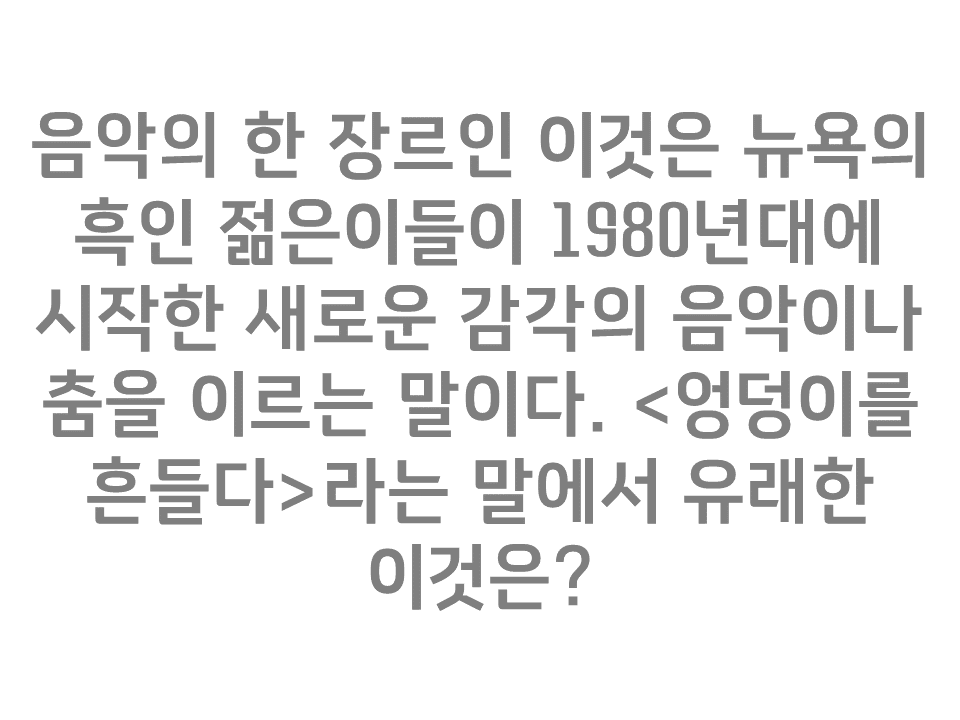 음악의 한 장르인 이것은 뉴욕의
흑인 젊은이들이 1980년대에
시작한 새로운 감각의 음악이나
춤을 이르는 말이다. <엉덩이를
흔들다>라는 말에서 유래한
이것은?